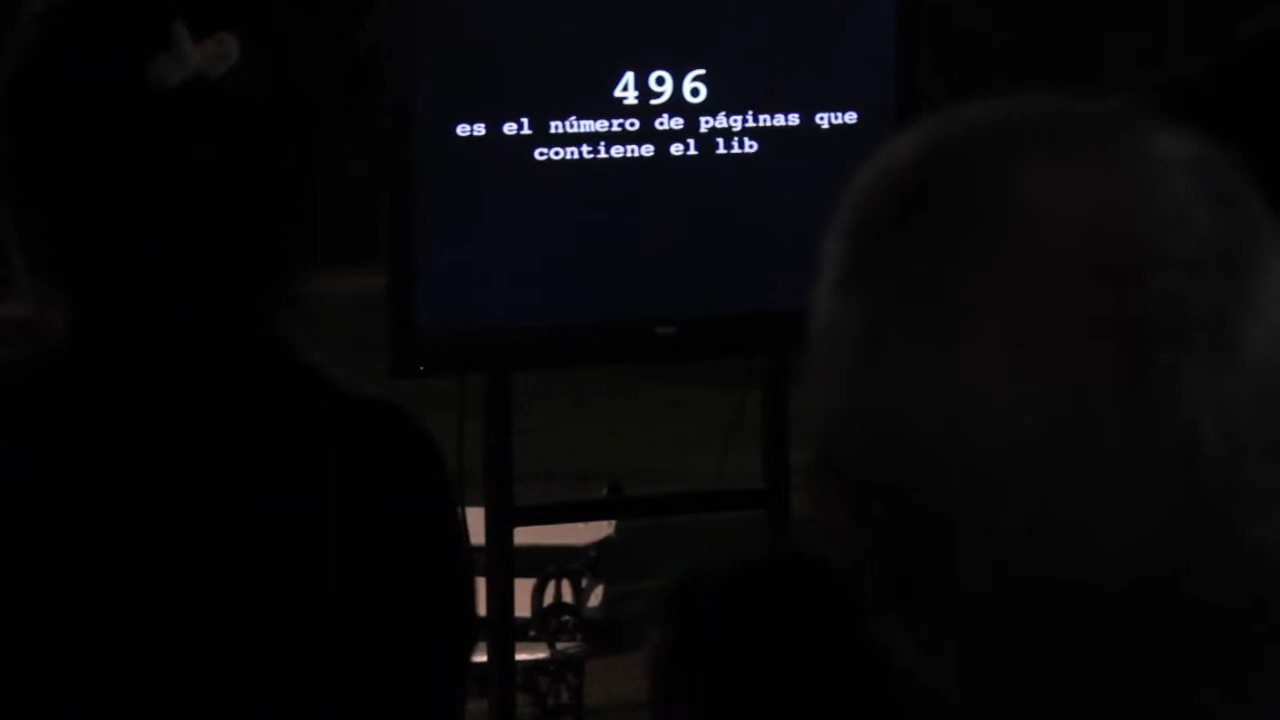 496
es el número de páginas que
contiene el lib